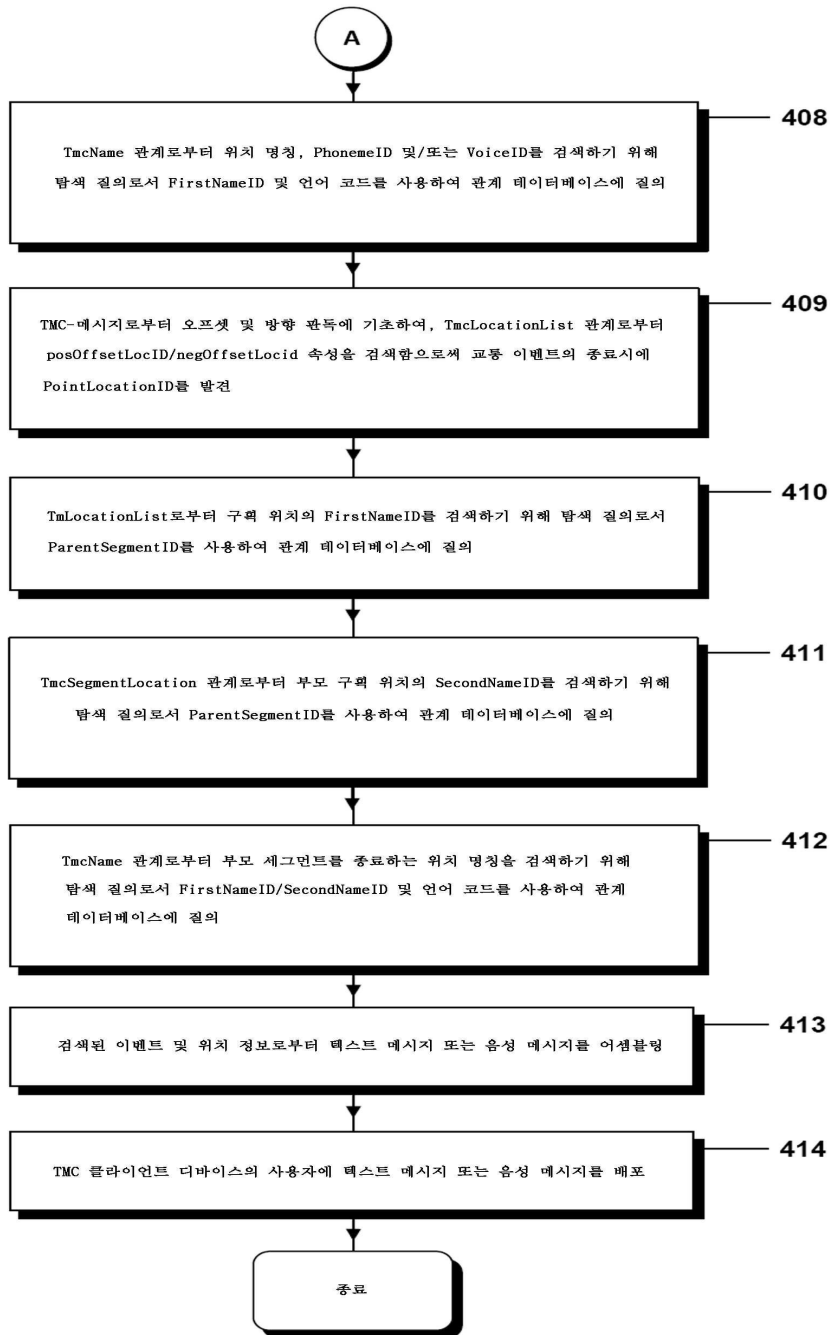 A
408
TmcName 관계로부터 위치 명칭, PhonemeID 및/또는 VoiceID를 검색하기 위해
탐색 질의로서 FirstNameID 및 언어 코드를 사용하여 관계 데이터베이스에 질의
409
TMC-메시지로부터 오프셋 및 방향 판독에 기초하여, TmcLocationList 관계로부터
posOffsetLocID/negOffsetLocid 속성을 검색함으로써 교통 이벤트의 종료시에
PointLocationID를 발견
410
TmLocationList로부터 구획 위치의 FirstNameID를 검색하기 위해 탐색 질의로서
ParentSegmentID를 사용하여 관계 데이터베이스에 질의
411
TmcSegmentLocation 관계로부터 부모 구획 위치의 SecondNameID를 검색하기 위해
탐색 질의로서 ParentSegmentID를 사용하여 관계 데이터베이스에 질의
412
TmcName 관계로부터 부모 세그먼트를 종료하는 위치 명칭을 검색하기 위해
탐색 질의로서 FirstNameID/SecondNameID 및 언어 코드를 사용하여 관계
데이터베이스에 질의
413
검색된 이벤트 및 위치 정보로부터 텍스트 메시지 또는 음성 메시지를 어셈블링
414
TMC 클라이언트 디바이스의 사용자에 텍스트 메시지 또는 음성 메시지를 배포
종료